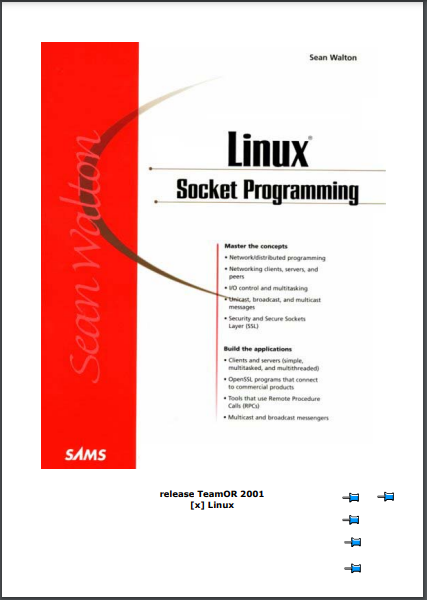 Sean Walton
Sean Walton
Linux®
Socket Programming
Master the concepts
• Network/distributed programming
• Networking clients, servers, and
peers
• I/O control and multitasking
• Unicast, broadcast, and multicast
messages
• Security and Secure Sockets
Layer (SSL)
Build the applications
• Clients and servers (simple,
multitasked, and multithreaded)
• OpenSSL programs that connect
to commercial products
• Tools that use Remote Procedure
Calls (RPCs)
• Multicast and broadcast messengers
SAMS
release TeamOR 2001
[x] Linux